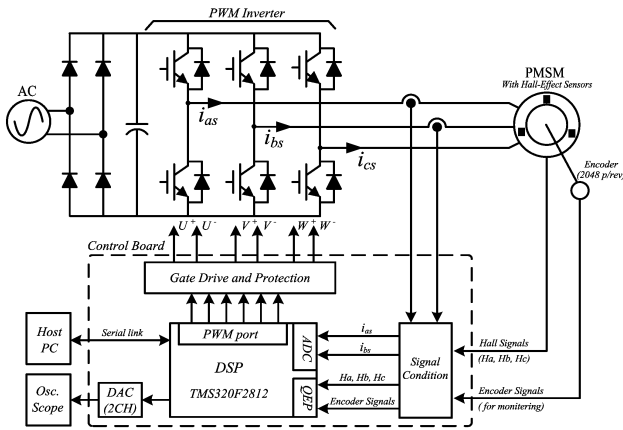 PWM Inverter
AC
PMSM
With Hall-Effect Sensors
ias
ibs
ics
Encoder
(2048 p/rev)
U+ U-
V+ V-
W+ W-
Control Board
Gate Drive and Protection
Host
PC
Serial link
PWM port
ADC
DSP
TMS320F2812
QEP
ias
ibs
Ha, Hb, Hc
Encoder Signals
Signal
Condition
Hall Signals
(Ha, Hb, Hc)
Encoder Signals
( for monitering)
Osc.
Scope
DAC
(2CH)